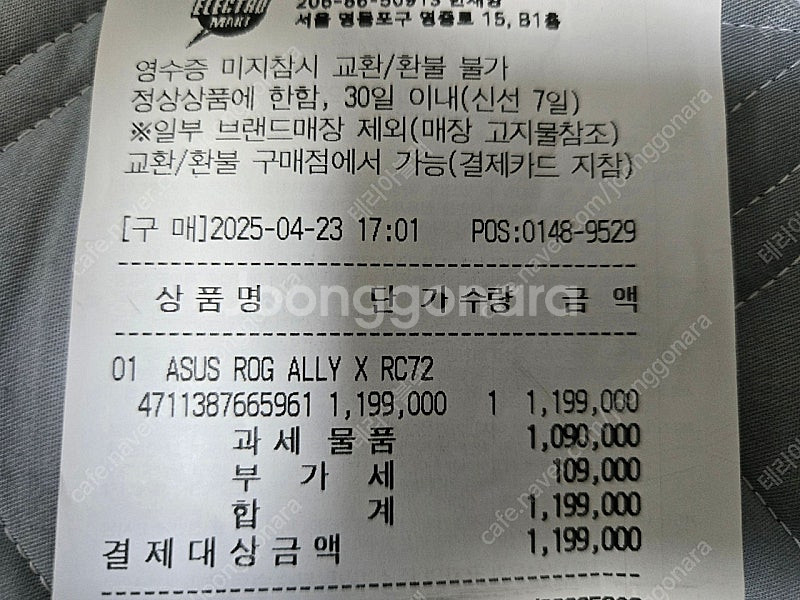 ELECTRO
MART
서울 영등포구 영중로 15, B1층
영수증 미지참시 교환/환불 불가
정상상품에 한함, 30일 이내(신선 7일)
※일부 브랜드매장 제외(매장 고지물참조)
교환/환불 구매점에서 가능(결제카드 지참)
[구 매]2025-04-23 17:01 POS:0148-9529
상 품 명 단 가 수량 금 액
01 ASUS ROG ALLY X RC72
4711387665961 1,199,000 1 1,199,000
과 세 물 품 1,090,000
부 가 세 109,000
합 계 1,199,000
결 제 대 상 금 액 1,199,000
Joonggonara
cafe.naver.com/joonggonara